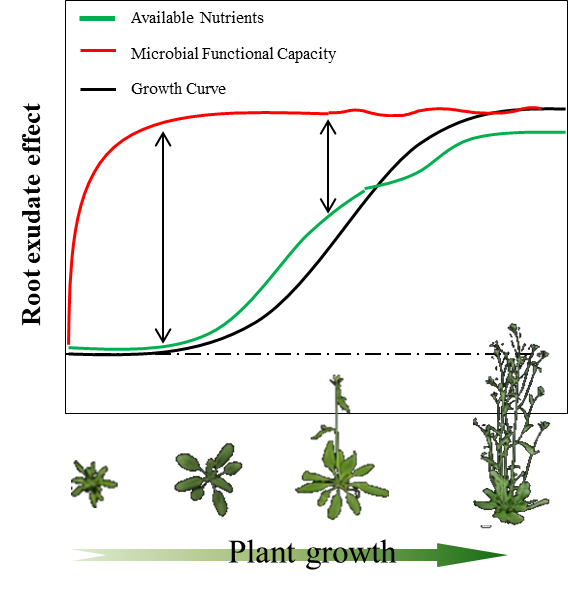 Available Nutrients
Microbial Functional Capacity
Growth Curve
Root exudate effect
Plant growth